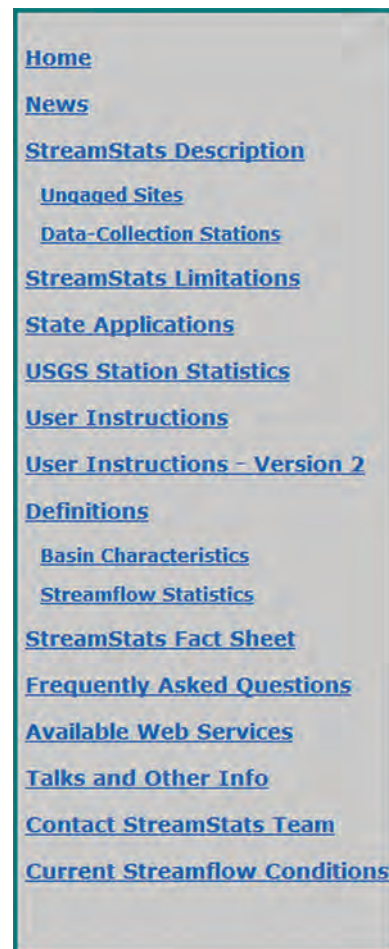 Home
News
StreamStats Description
Ungaged Sites
Data-Collection Stations
StreamStats Limitations
State Applications
USGS Station Statistics
User Instructions
User Instructions - Version 2
Definitions
Basin Characteristics
Streamflow Statistics
StreamStats Fact Sheet
Frequently Asked Questions
Available Web Services
Talks and Other Info
Contact StreamStats Team
Current Streamflow Conditions